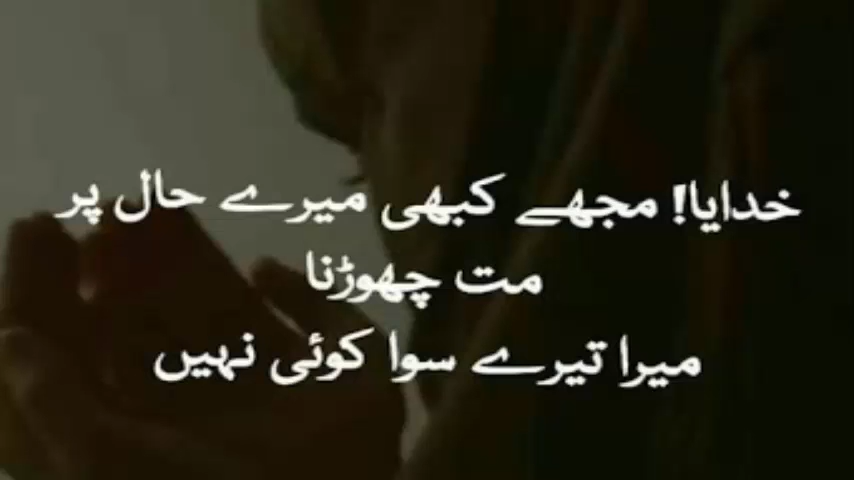 خدایا! مجھے کبھی میرے حال پر
مت چھوڑنا
میرا تیرے سوا کوئی نہیں